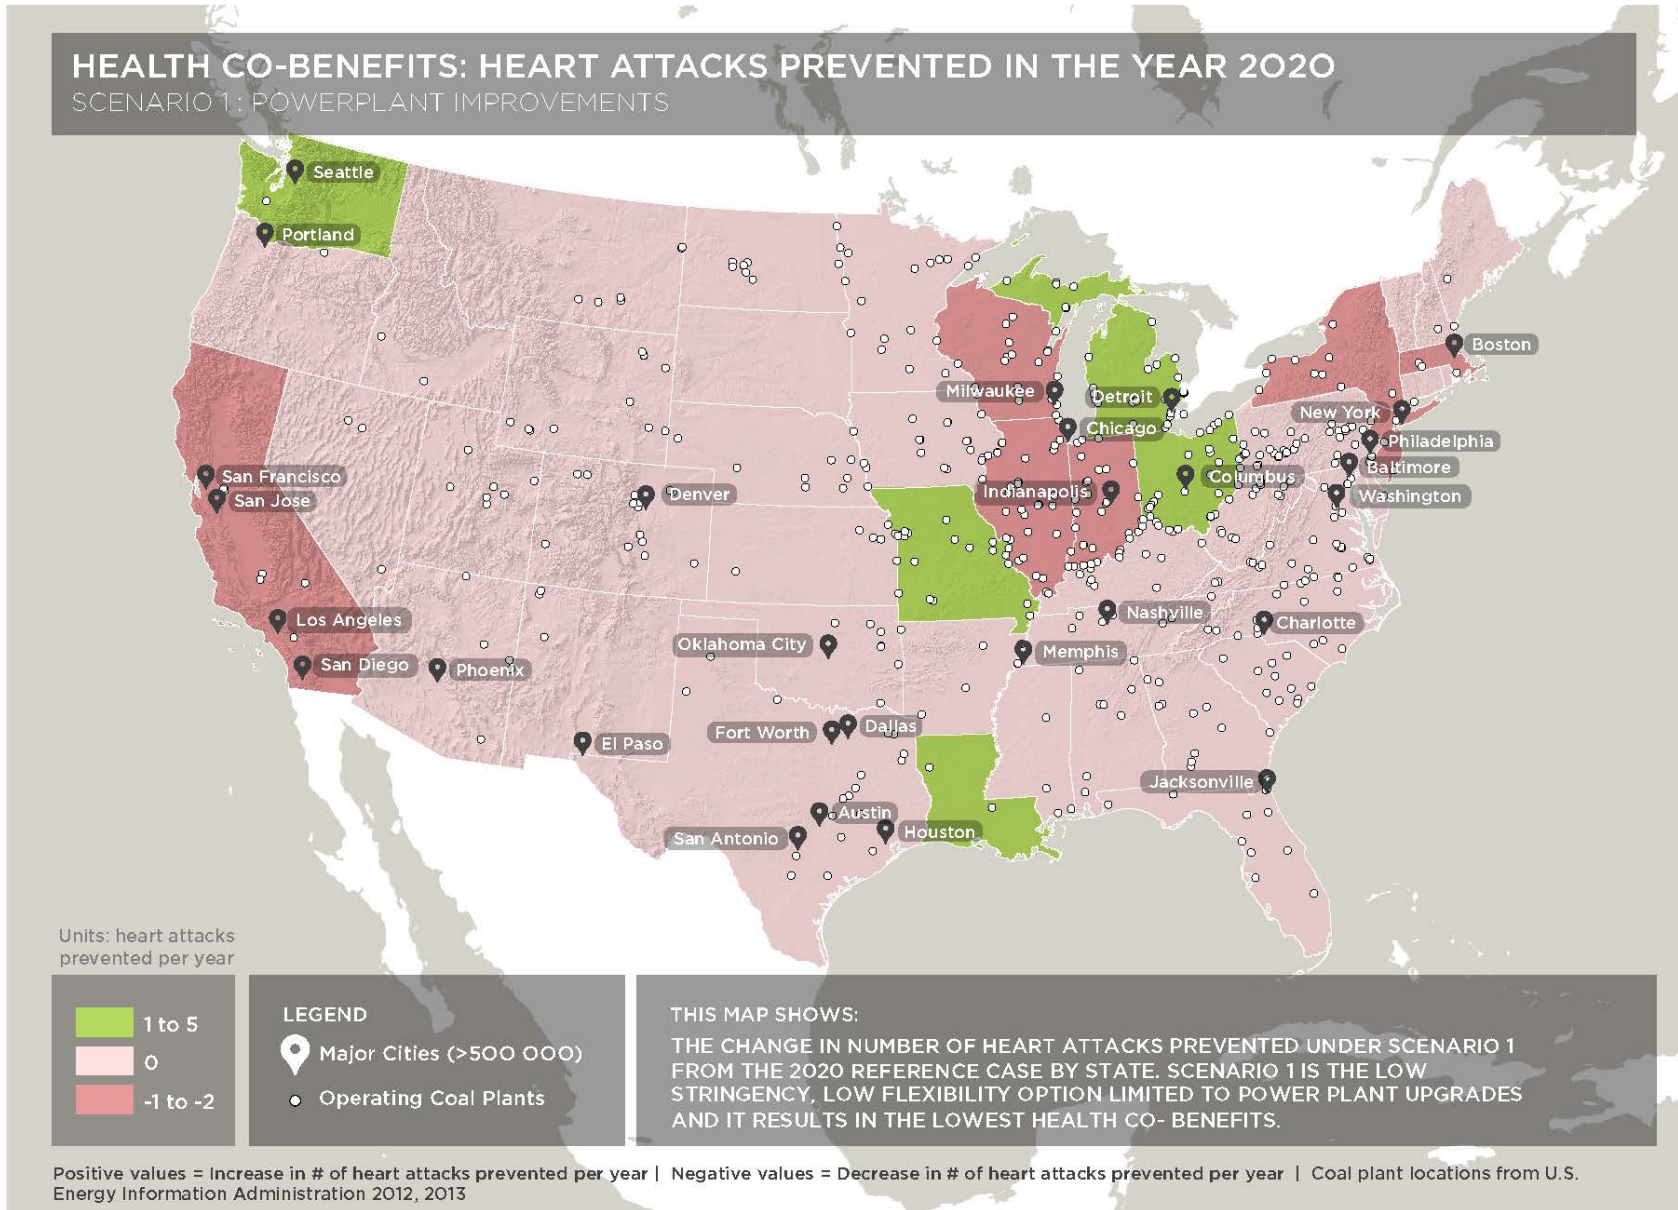 HEALTH CO-BENEFITS: HEART ATTACKS PREVENTED IN THE YEAR 2020
SCENARIO 1 : POWERPLANT IMPROVEMENTS
Seattle
Portland
Boston
Milwaukee
Detroit
New York
Chicago
Philadelphia
Baltimore
San Francisco
Columbus
Denver
Indianapolis
Washington
San Jose
Nashville
Los Angeles
Charlotte
Oklahoma City
Memphis
San Diego
Phoenix
Dallas
Fort Worth
El Paso
Jacksonville
Austin
Houston
San Antonio
Units: heart attacks
prevented per year
1 to 5
0
-1 to -2
LEGEND
Major Cities (>500 000)
Operating Coal Plants
THIS MAP SHOWS:
THE CHANGE IN NUMBER OF HEART ATTACKS PREVENTED UNDER SCENARIO 1
FROM THE 2020 REFERENCE CASE BY STATE. SCENARIO 1 IS THE LOW
STRINGENCY, LOW FLEXIBILITY OPTION LIMITED TO POWER PLANT UPGRADES
AND IT RESULTS IN THE LOWEST HEALTH CO- BENEFITS.
Positive values = Increase in # of heart attacks prevented per year | Negative values = Decrease in # of heart attacks prevented per year | Coal plant locations from U.S.
Energy Information Administration 2012, 2013